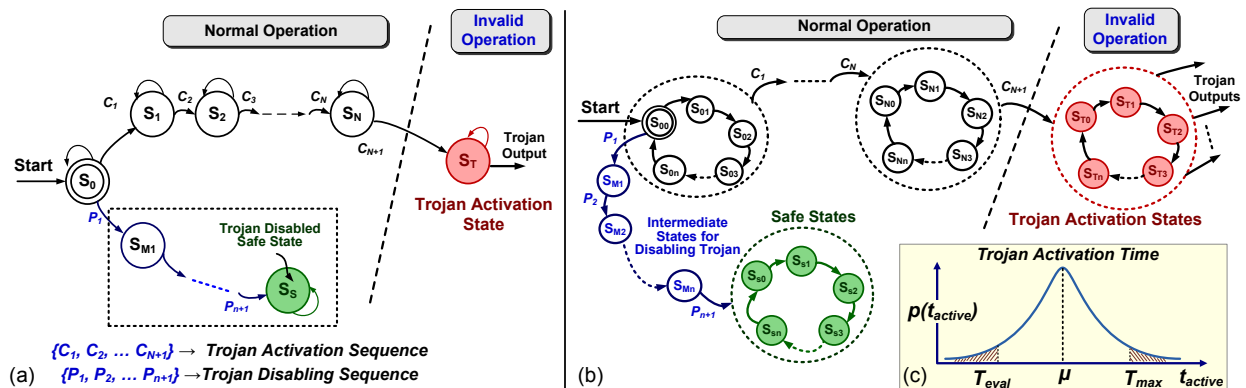 Normal Operation
Invalid
Operation
C1
C2
C3
CN
CN+1
S1
S2
SN
Start
S0
ST
Trojan
Output
Trojan Activation
State
P1
SM1
Trojan Disabled
Safe State
SS
Pn+1
{C1, C2, … CN+1} → Trojan Activation Sequence
(a)
{P1, P2, … Pn+1} → Trojan Disabling Sequence
Normal Operation
Invalid
Operation
C1
CN
CN+1
Start
S00
S01
S02
S03
S0n
SN0
SN1
SN2
SN3
SNn
ST0
ST1
ST2
ST3
STn
Trojan
Outputs
Trojan Activation States
P1
SM1
P2
SM2
Intermediate
States for
Disabling Trojan
SMn
Pn+1
Safe States
Ss0
Ss1
Ss2
Ss3
Ssn
(b)
Trojan Activation Time
p(tactive)
Teval
μ
Tmax
tactive
(c)